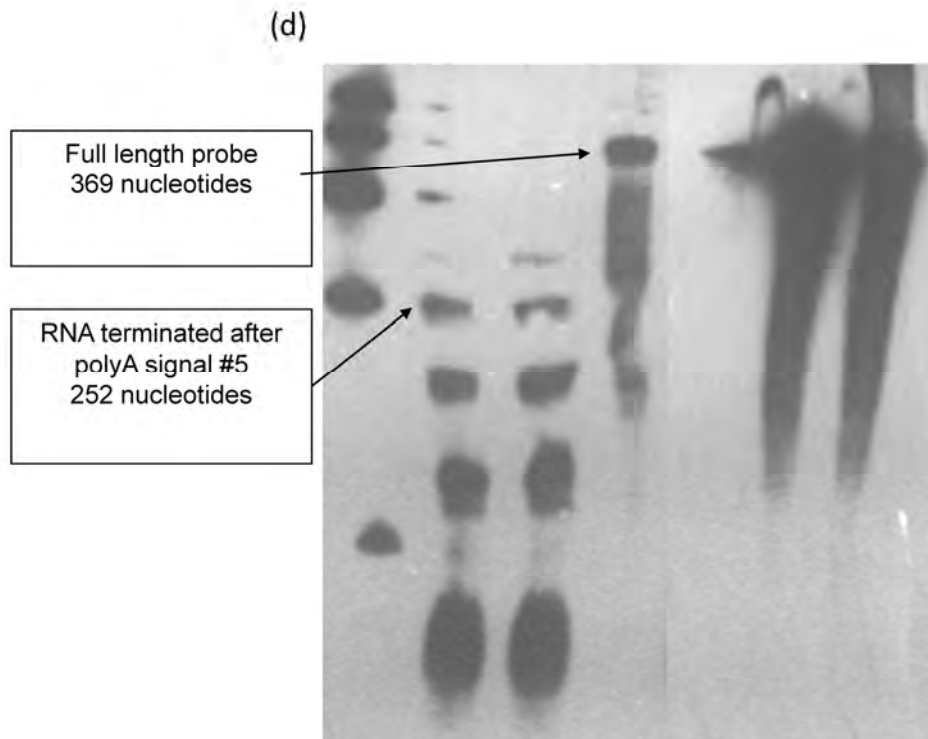 (d)
Full length probe
369 nucleotides
RNA terminated after
polyA signal #5
252 nucleotides